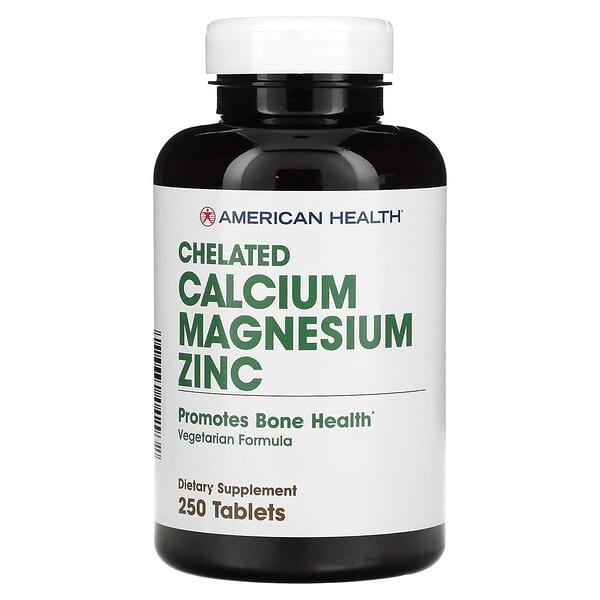 AMERICAN HEALTH®
CHELATED
CALCIUM
MAGNESIUM
ZINC
Promotes Bone Health*
Vegetarian Formula
Dietary Supplement
250 Tablets